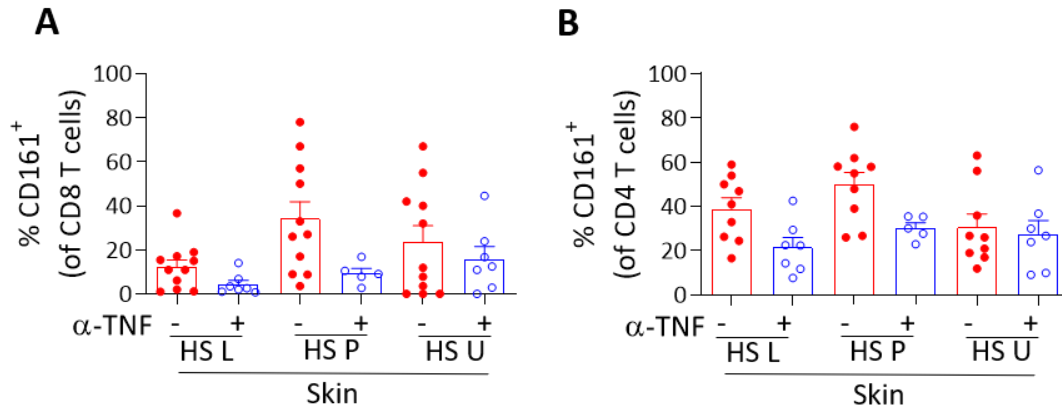 A
% CD161+
(of CD8 T cells)
100
80
60
40
20
0
α-TNF - + - + - +
HS L HS P HS U
Skin
B
% CD161+
(of CD4 T cells)
100
80
60
40
20
0
α-TNF - + - + - +
HS L HS P HS U
Skin